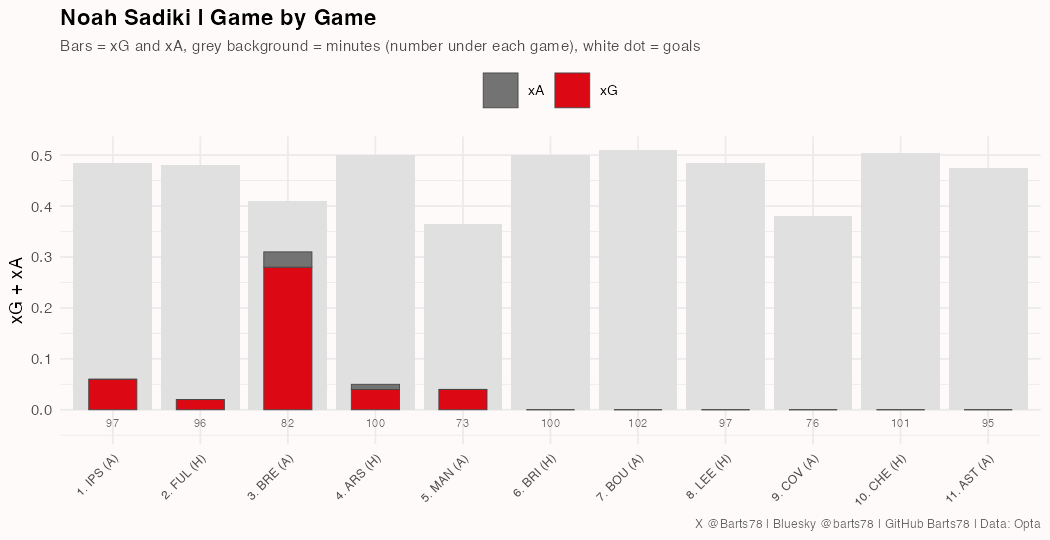 Noah Sadiki | Game by Game
Bars = xG and xA, grey background = minutes (number under each game), white dot = goals
xA xG
xG + xA
0.5
0.4
0.3
0.2
0.1
0.0
97 96 82 100 73 100 102 97 76 101 95
1. IPS (A) 2. FUL (H) 3. BRE (A) 4. ARS (H) 5. MAN (A) 6. BRI (H) 7. BOU (A) 8. LEE (H) 9. COV (A) 10. CHE (H) 11. AST (A)
X @Barts78 | Bluesky @barts78 | GitHub Barts78 | Data: Opta